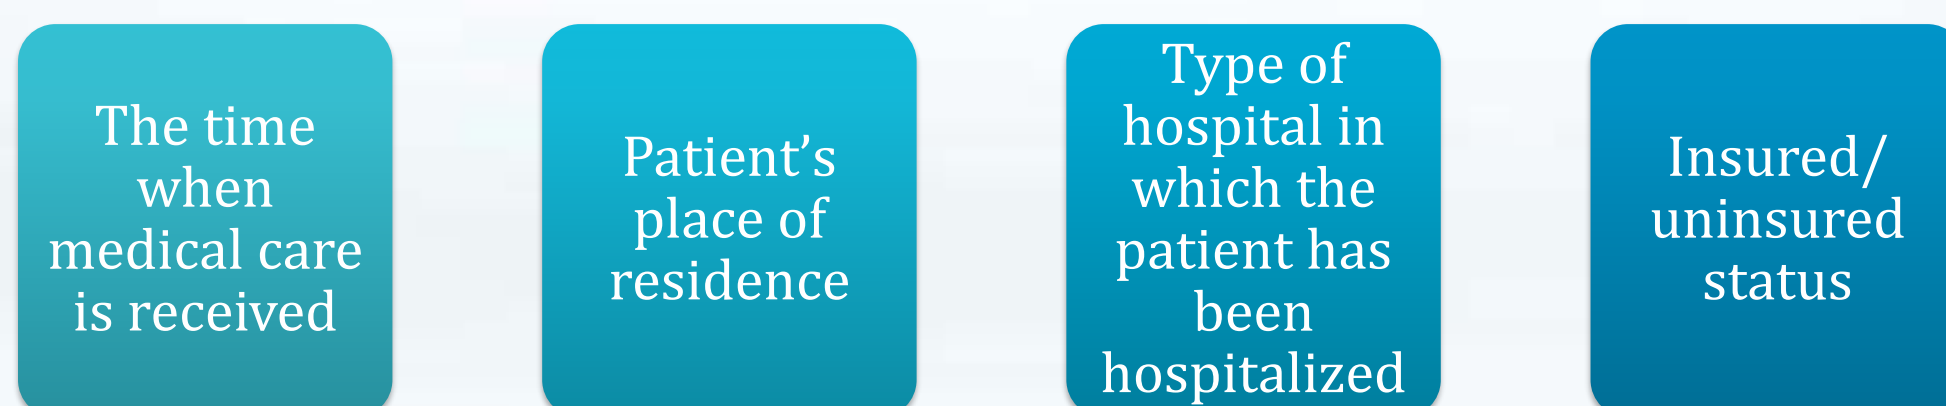 The time
when
medical care
is received
Patient’s
place of
residence
Type of
hospital in
which the
patient has
been
hospitalized
Insured/
uninsured
status